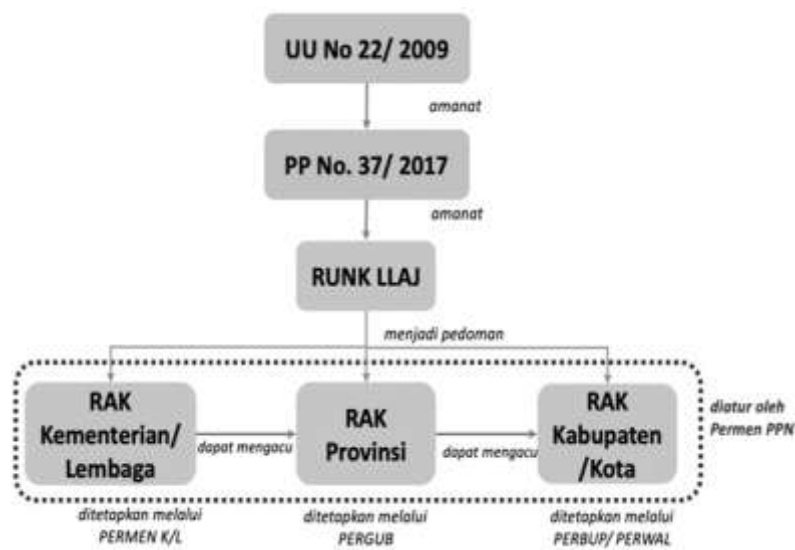 UU No 22/ 2009
amanat
PP No. 37/ 2017
amanat
RUNK LLAJ
menjadi pedoman
RAK
Kementerian/
Lembaga
dapat mengacu
RAK
Provinsi
dapat mengacu
RAK
Kabupaten
/Kota
diatur oleh
Permen PPN
ditetapkan melalui
PERMEN K/L
ditetapkan melalui
PERGUB
ditetapkan melalui
PERBUP/ PERWAL